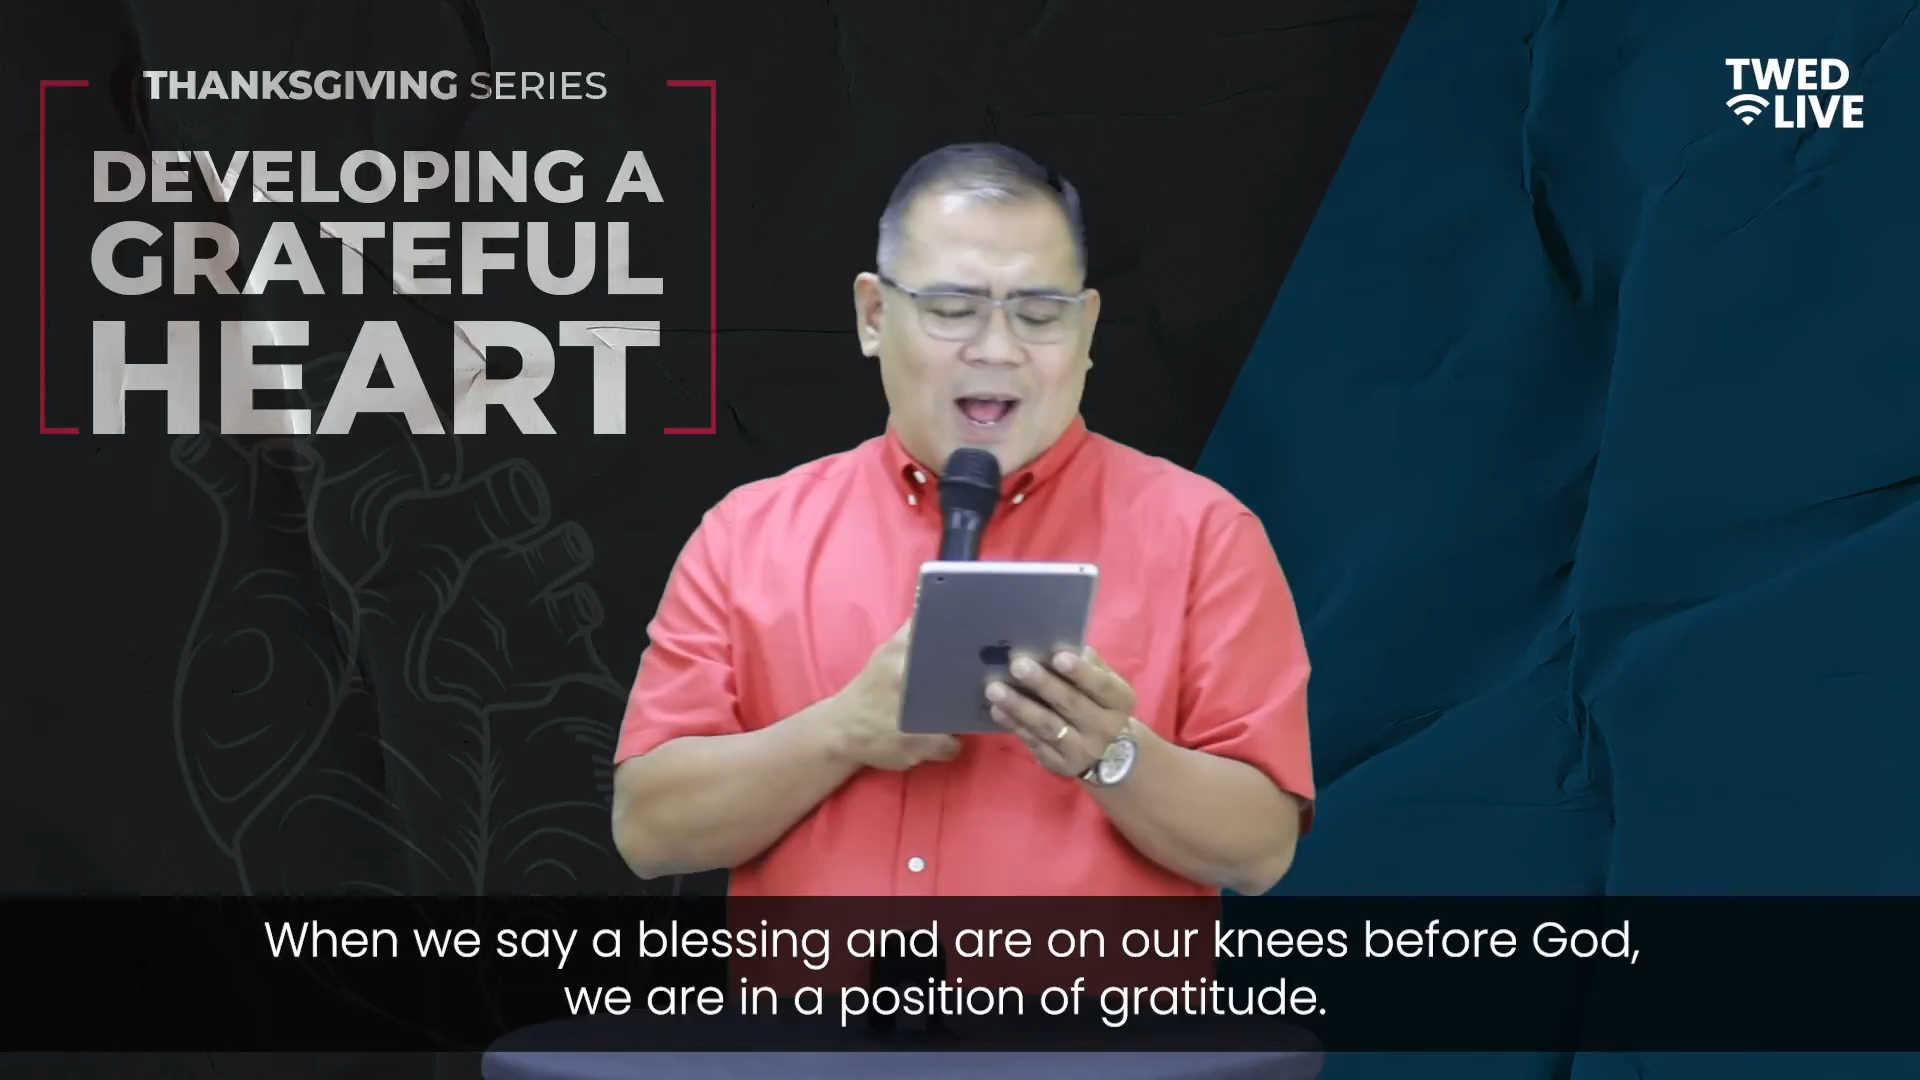 THANKSGIVING SERIES
DEVELOPING A
GRATEFUL
HEART
TWED
LIVE
When we say a blessing and are on our knees before God,
we are in a position of gratitude.